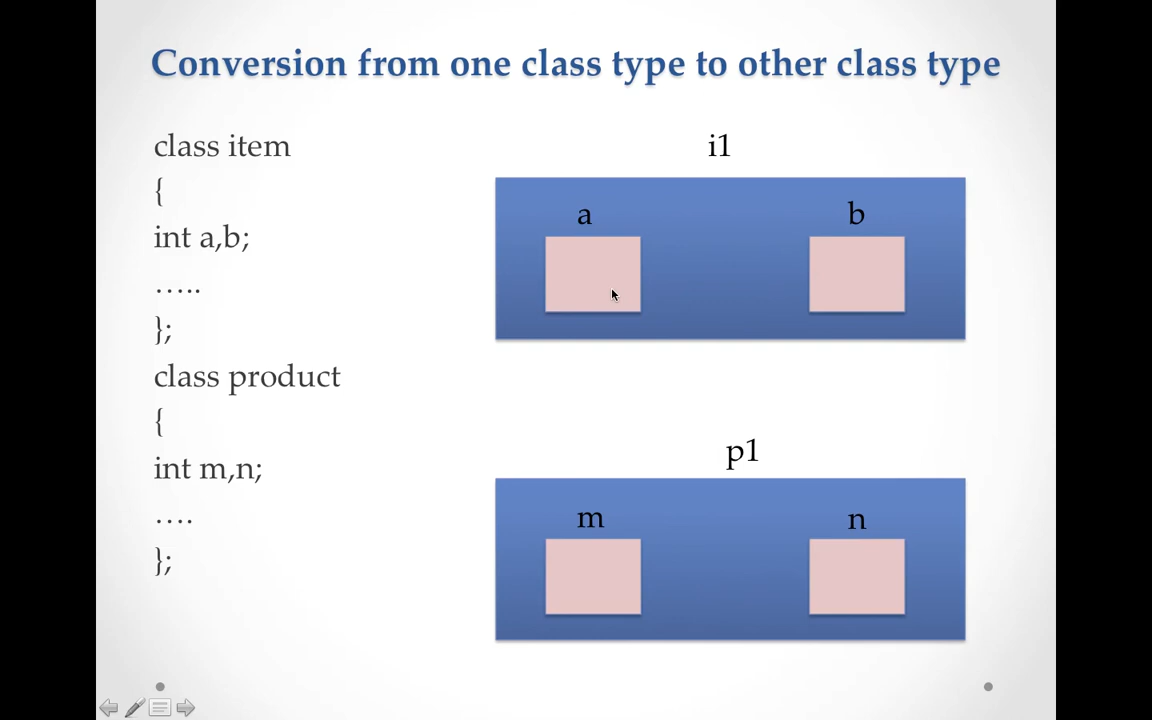 Conversion from one class type to other class type
class item
{
int a,b;
…..
};
class product
{
int m,n;
….
};
i1
a b
p1
m n